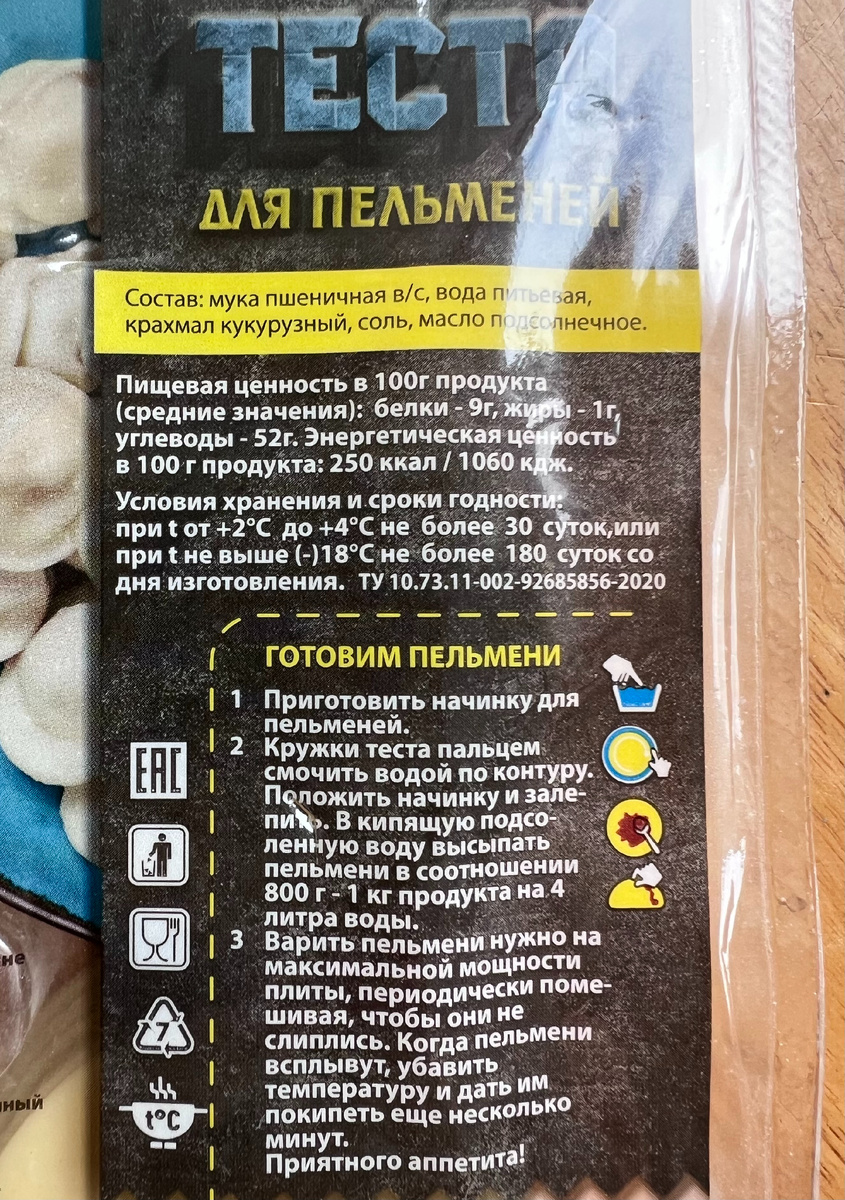 ТЕСТО
ДЛЯ ПЕЛЬМЕНЕЙ
Состав: мука пшеничная в/с, вода питьевая,
крахмал кукурузный, соль, масло подсолнечное.
Пищевая ценность в 100г продукта
(средние значения): белки - 9г, жиры - 1г,
углеводы - 52г. Энергетическая ценность
в 100 г продукта: 250 ккал / 1060 кдж.
Условия хранения и сроки годности:
при t от +2°С до +4°С не более 30 суток,или
при t не выше (-)18°С не более 180 суток со
дня изготовления. ТУ 10.73.11-002-92685856-2020
ГОТОВИМ ПЕЛЬМЕНИ
1 Приготовить начинку для
пельменей.
2 Кружки теста пальцем
смочить водой по контуру.
Положить начинку и зале-
пить. В кипящую подсо-
ленную воду высыпать
пельмени в соотношении
800 г - 1 кг продукта на 4
литра воды.
3 Варить пельмени нужно на
максимальной мощности
плиты, периодически поме-
шивая, чтобы они не
слиплись. Когда пельмени
всплывут, убавить
температуру и дать им
покипеть еще несколько
минут.
Приятного аппетита!
EAC
7
t°C
не